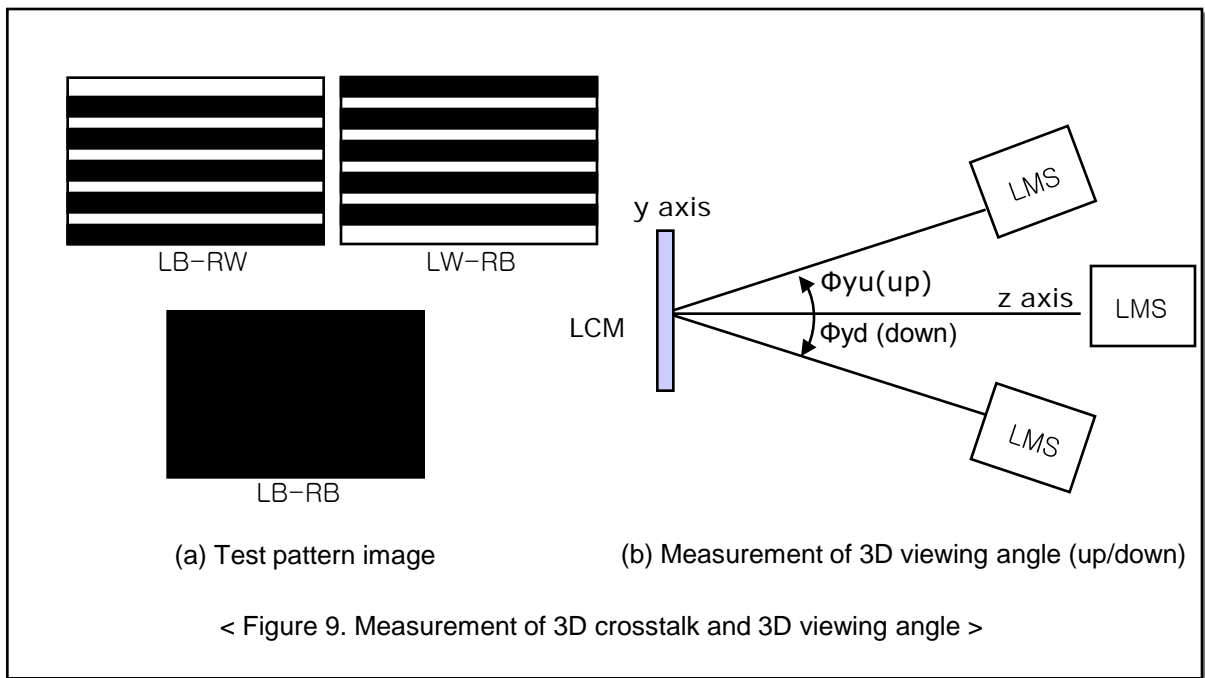 LB-RW
LW-RB
LB-RB
(a) Test pattern image
y axis
LCM
Φyu(up)
Φyd (down)
z axis
LMS
LMS
LMS
(b) Measurement of 3D viewing angle (up/down)
< Figure 9. Measurement of 3D crosstalk and 3D viewing angle >